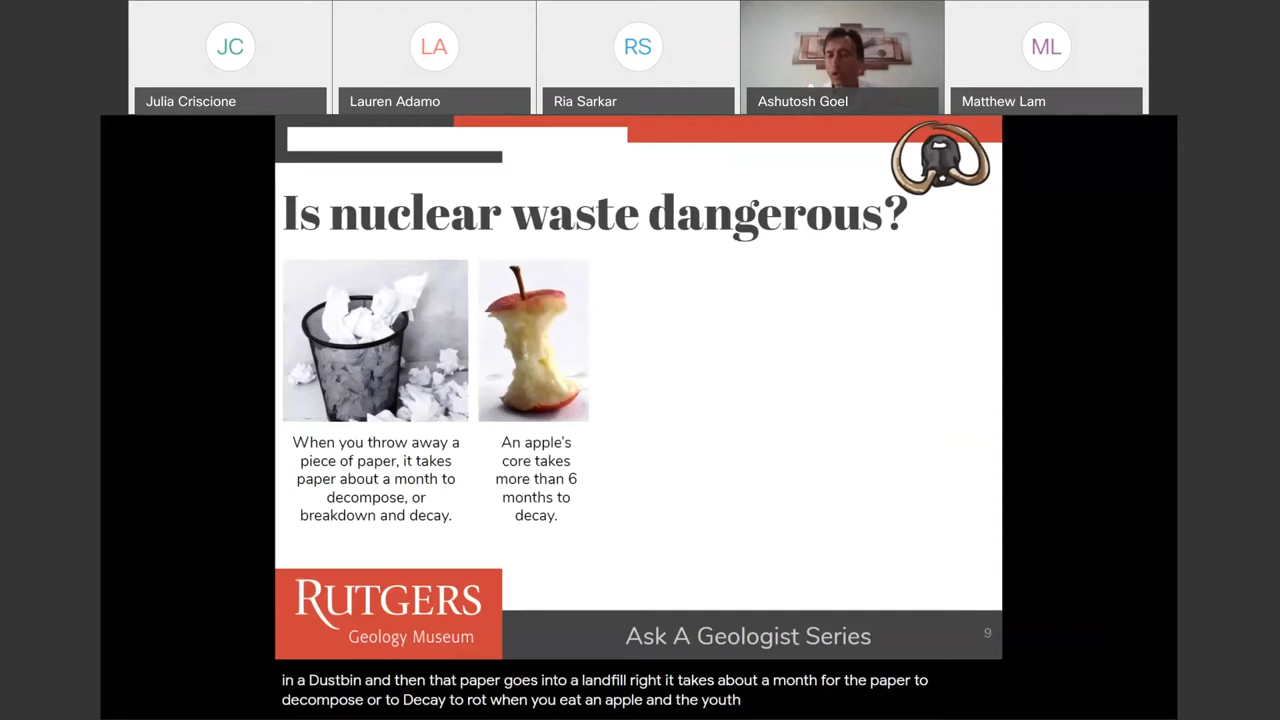 JC
LA
RS
ML
Julia Criscione
Lauren Adamo
Ria Sarkar
Ashutosh Goel
Matthew Lam
Is nuclear waste dangerous?
When you throw away a
piece of paper, it takes
paper about a month to
decompose, or
breakdown and decay.
An apple's
core takes
more than 6
months to
decay.
RUTGERS
Geology Museum
Ask A Geologist Series
9
in a Dustbin and then that paper goes into a landfill right it takes about a month for the paper to
decompose or to Decay to rot when you eat an apple and the youth